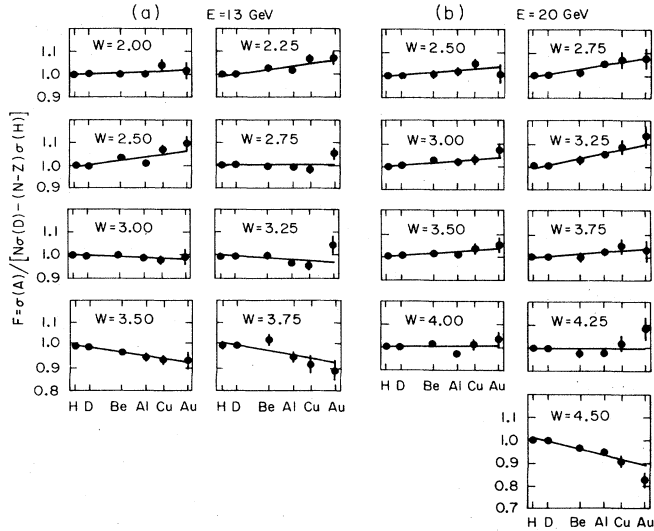 (a) E=13 GeV (b) E=20 GeV
F=σ(A)/[Nσ(D)-(N-Z)σ(H)]
W=2.00 W=2.25 W=2.50 W=2.75
1.1
1.0
0.9
W=2.50 W=2.75 W=3.00 W=3.25
1.1
1.0
0.9
W=3.00 W=3.25 W=3.50 W=3.75
1.1
1.0
0.9
W=3.50 W=3.75 W=4.00 W=4.25
1.1
1.0
0.9
0.8
H D Be Al Cu Au H D Be Al Cu Au H D Be Al Cu Au
W=4.50
1.1
1.0
0.9
0.8
0.7
H D Be Al Cu Au